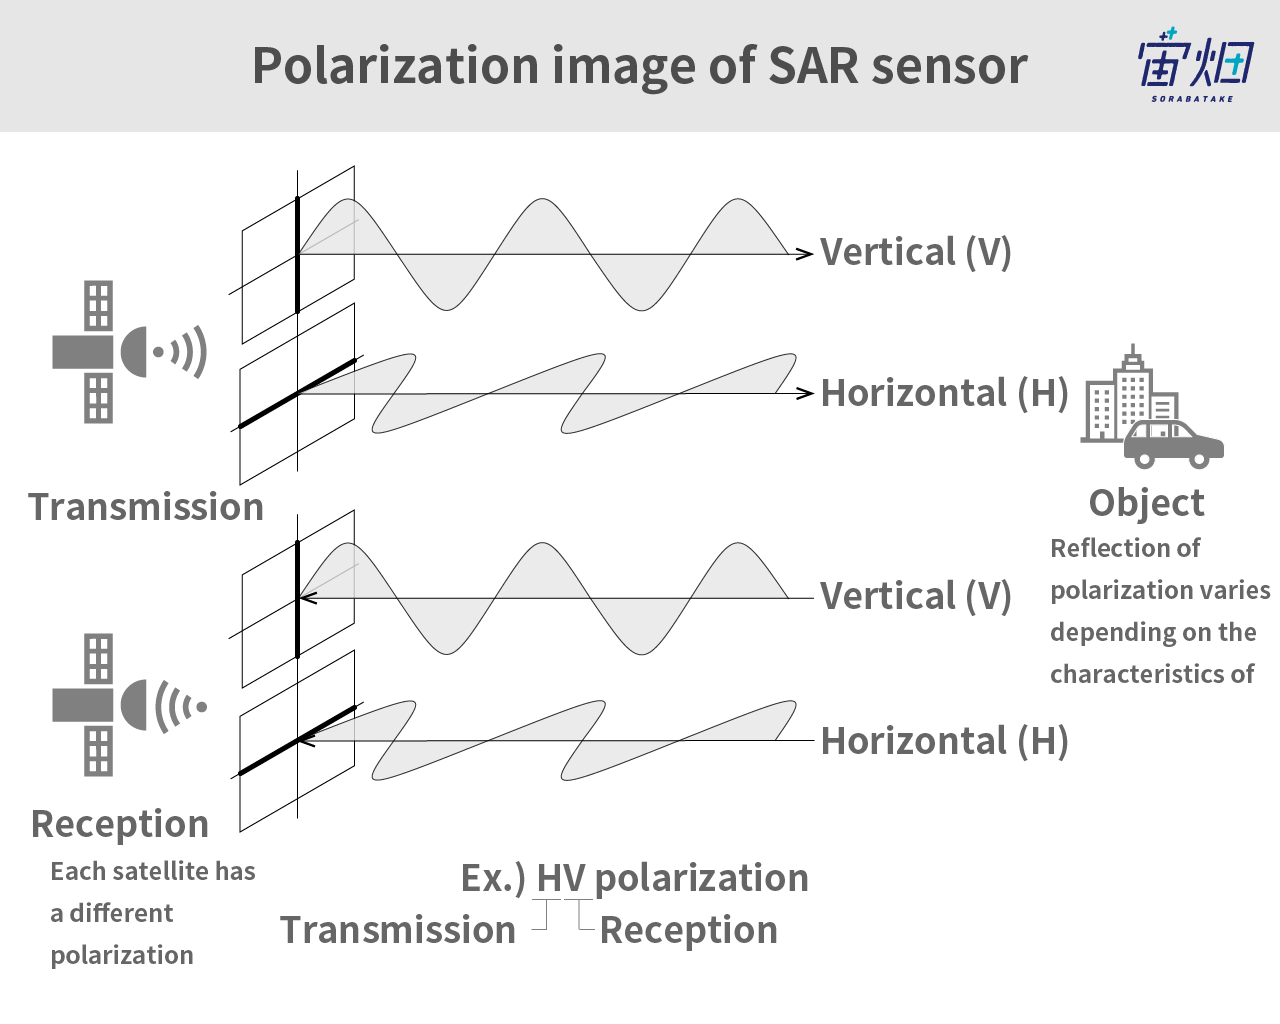 Polarization image of SAR sensor
宙畑
SORABATAKE
Vertical (V)
Horizontal (H)
Transmission
Object
Reflection of
polarization varies
depending on the
characteristics of
Vertical (V)
Horizontal (H)
Reception
Each satellite has
a different
polarization
Ex.) HV polarization
Transmission
Reception